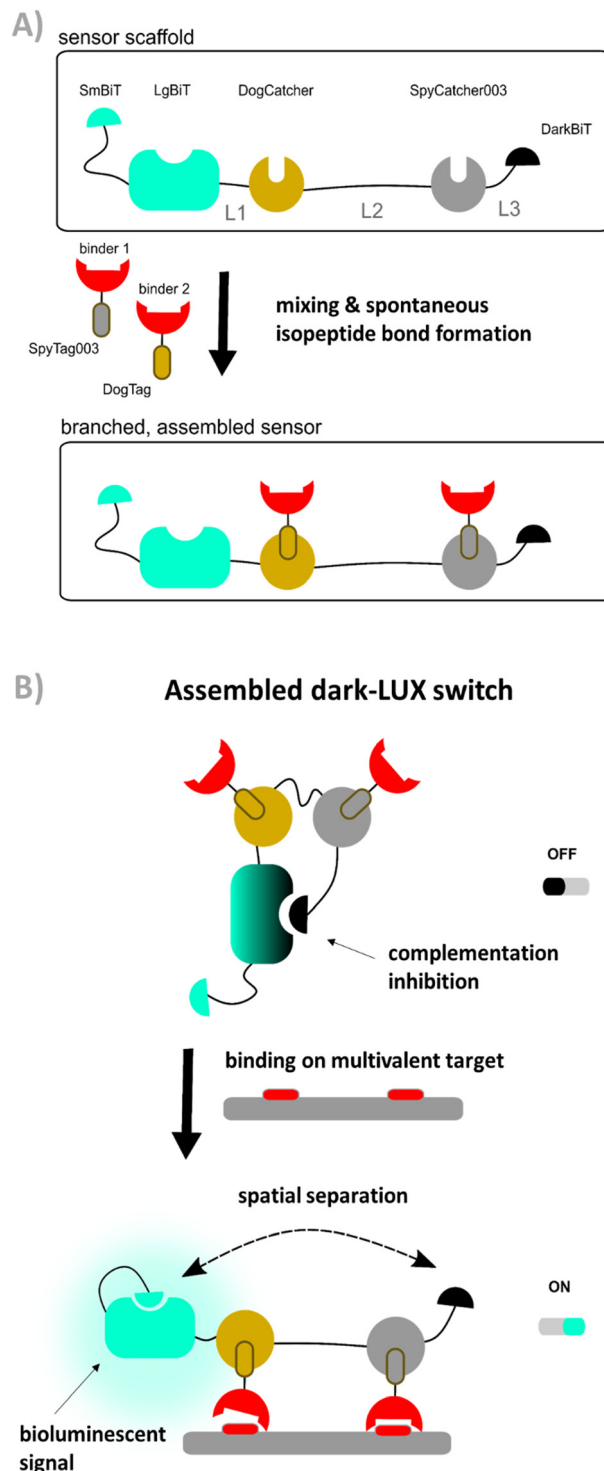 A)
sensor scaffold
SmBiT LgBiT DogCatcher SpyCatcher003
DarkBiT
L1 L2 L3
binder 1
binder 2
SpyTag003
DogTag
mixing & spontaneous
isopeptide bond formation
branched, assembled sensor
B)
Assembled dark-LUX switch
OFF
complementation
inhibition
binding on multivalent target
spatial separation
ON
bioluminescent
signal